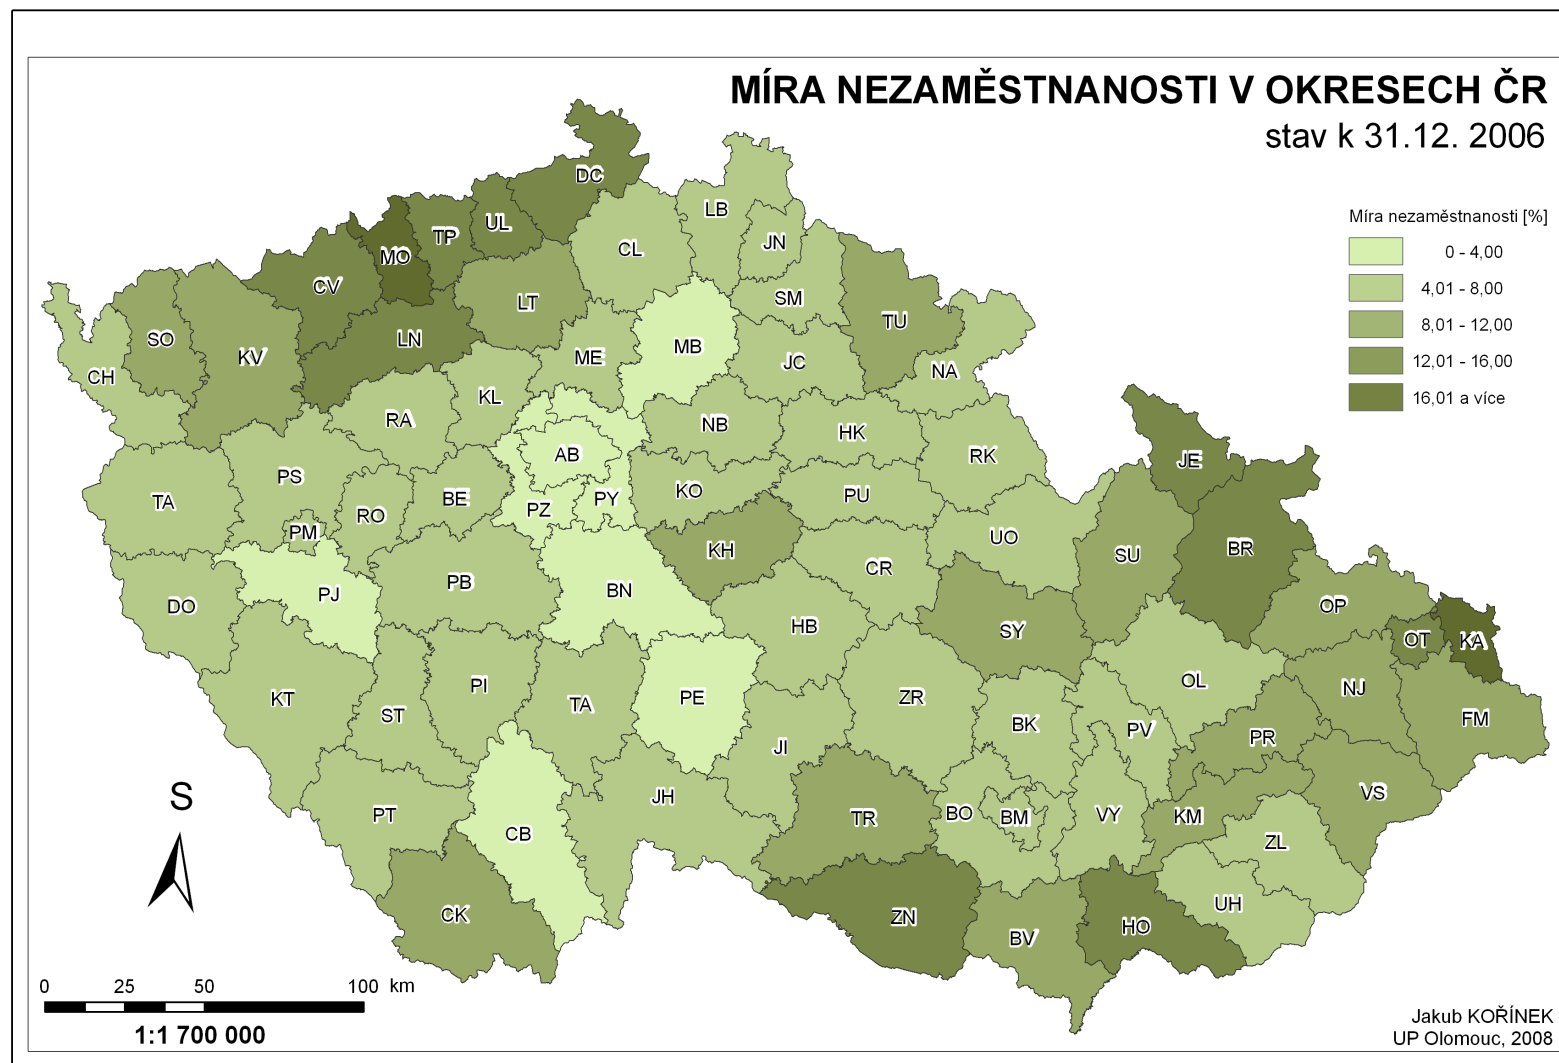 MÍRA NEZAMĚSTNANOSTI V OKRESECH ČR
stav k 31.12. 2006
Míra nezaměstnanosti [%]
0 - 4,00
4,01 - 8,00
8,01 - 12,00
12,01 - 16,00
16,01 a více
DC
LB
UL
TP
JN
CL
MO
CV
SM
LT
TU
SO
LN
MB
KV
ME
JC
NA
CH
KL
RA
NB
HK
AB
RK
JE
PS
TA
BE
KO
PU
PZ
PY
RO
PM
UO
KH
BR
SU
CR
PB
BN
PJ
DO
OP
HB
SY
OT
KA
OL
PI
NJ
KT
PE
ZR
TA
ST
FM
BK
PV
PR
JI
VS
JH
PT
BO
BM
VY
KM
TR
CB
ZL
UH
CK
ZN
HO
BV
S
0 25 50 100 km
1:1 700 000
Jakub KOŘÍNEK
UP Olomouc, 2008